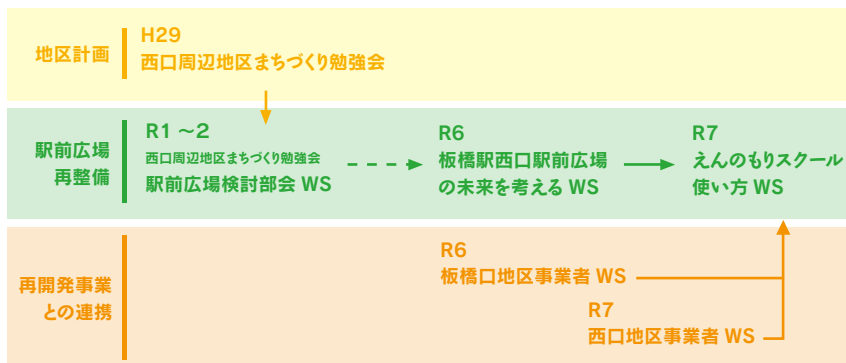 地区計画
H29
西口周辺地区まちづくり勉強会
駅前広場
再整備
R1～2
西口周辺地区まちづくり勉強会
駅前広場検討部会 WS
R6
板橋駅西口駅前広場
の未来を考える WS
R7
えんのもりスクール
使い方 WS
再開発事業
との連携
R6
板橋口地区事業者 WS
R7
西口地区事業者 WS